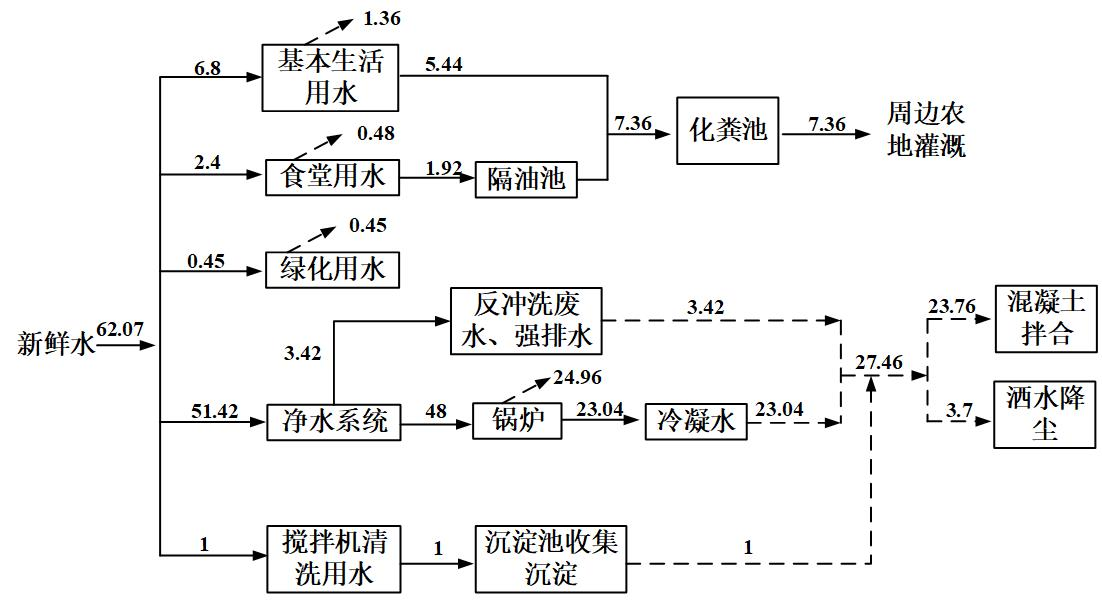 1.36
6.8
基本生活
用水
5.44
0.48
2.4
食堂用水
1.92
隔油池
7.36
化粪池
7.36
周边农
地灌溉
0.45
0.45
绿化用水
新鲜水
62.07
3.42
反冲洗废
水、强排水
3.42
51.42
净水系统
48
24.96
锅炉
23.04
冷凝水
23.04
27.46
23.76
混凝土
拌合
3.7
洒水降
尘
1
搅拌机清
洗用水
1
沉淀池收集
沉淀
1